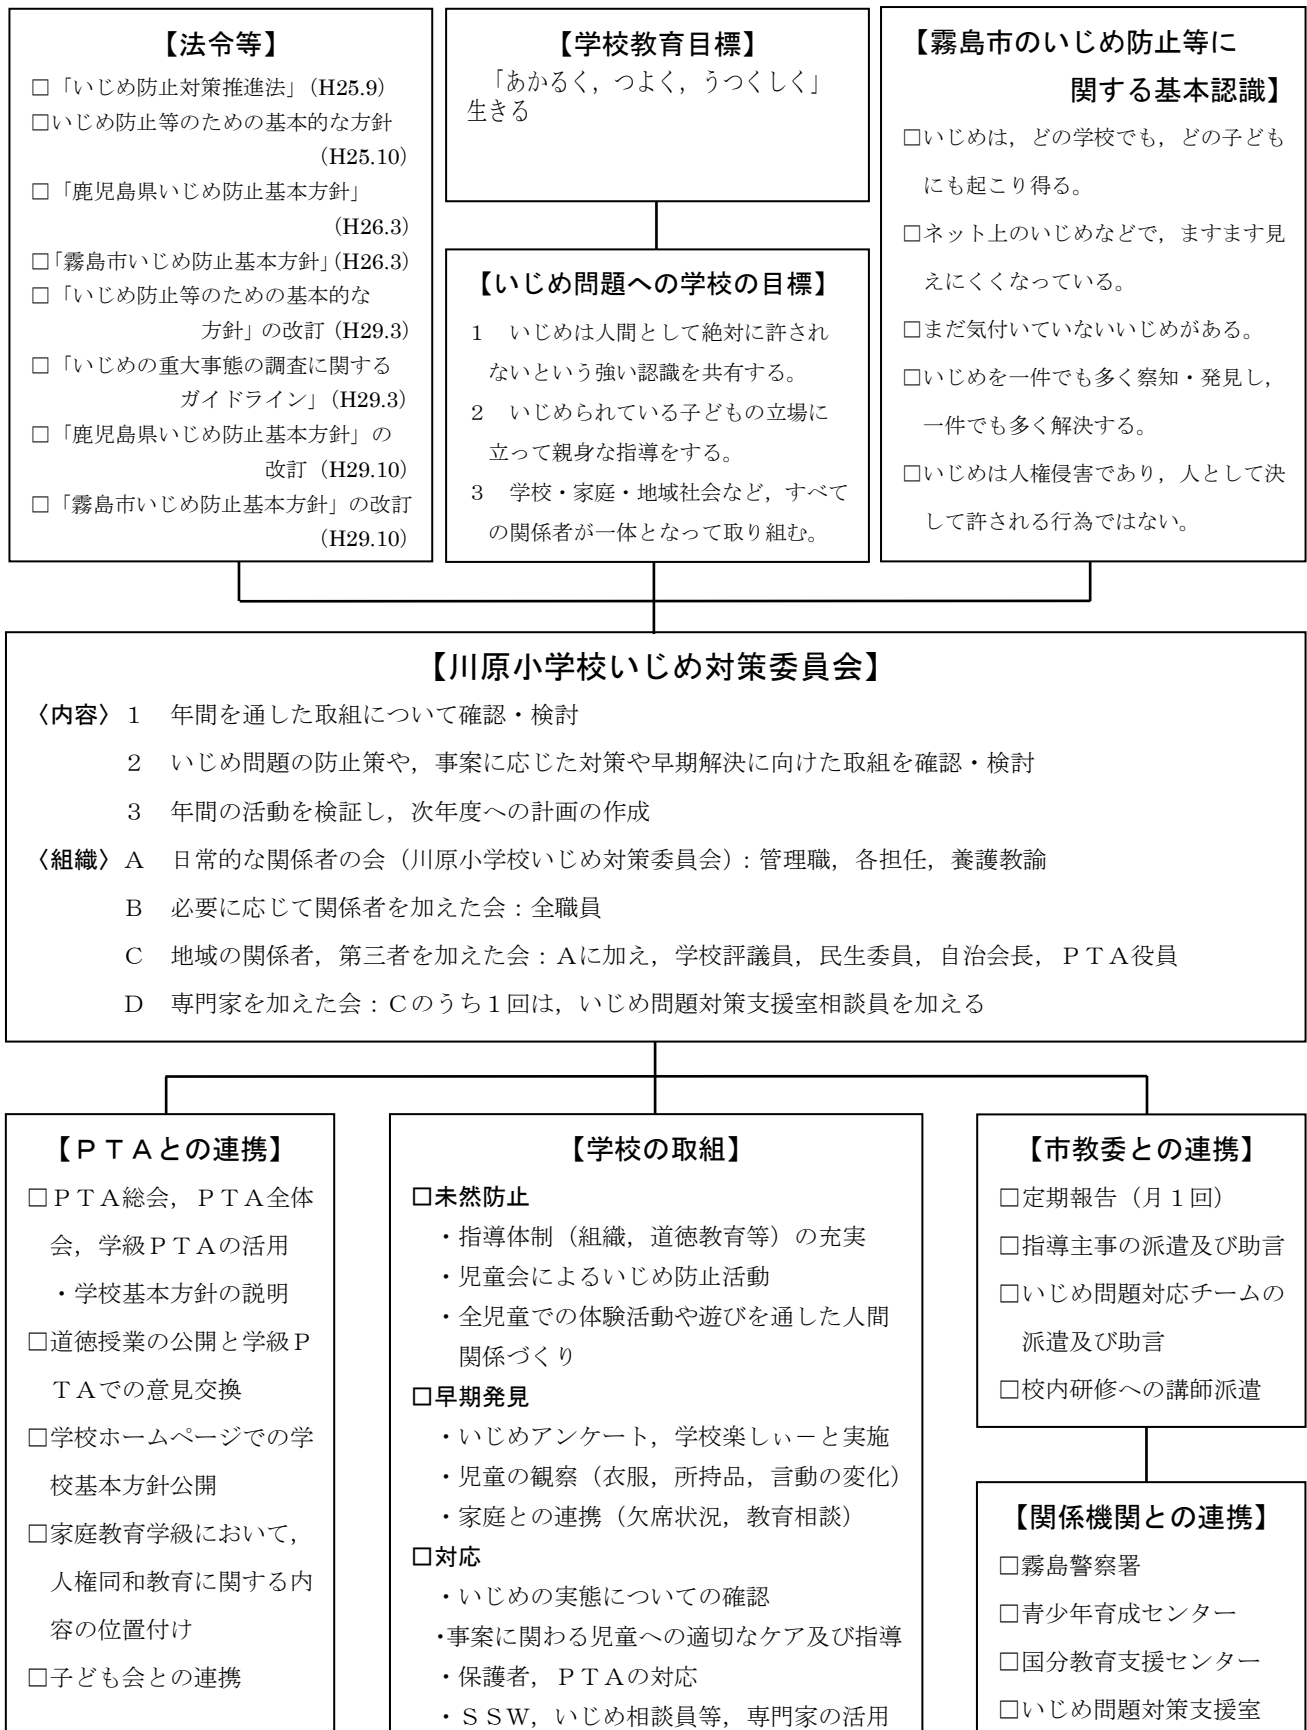 【法令等】
□「いじめ防止対策推進法」(H25.9)
□いじめ防止等のための基本的な方針
(H25.10)
□「鹿児島県いじめ防止基本方針」
(H26.3)
□「霧島市いじめ防止基本方針」(H26.3)
□「いじめ防止等のための基本的な
方針」の改訂(H29.3)
□「いじめの重大事態の調査に関する
ガイドライン」(H29.3)
□「鹿児島県いじめ防止基本方針」の
改訂(H29.10)
□「霧島市いじめ防止基本方針」の改訂
(H29.10)
【学校教育目標】
「あかるく，つよく，うつくしく」
生きる
【いじめ問題への学校の目標】
１　いじめは人間として絶対に許され
ないという強い認識を共有する。
２　いじめられている子どもの立場に
立って親身な指導をする。
３　学校・家庭・地域社会など，すべて
の関係者が一体となって取り組む。
【霧島市のいじめ防止等に
関する基本認識】
□いじめは，どの学校でも，どの子ども
にも起こり得る。
□ネット上のいじめなどで，ますます見
えにくくなっている。
□まだ気付いていないいじめがある。
□いじめを一件でも多く察知・発見し，
一件でも多く解決する。
□いじめは人権侵害であり，人として決
して許される行為ではない。
【川原小学校いじめ対策委員会】
〈内容〉１　年間を通した取組について確認・検討
２　いじめ問題の防止策や，事案に応じた対策や早期解決に向けた取組を確認・検討
３　年間の活動を検証し，次年度への計画の作成
〈組織〉Ａ　日常的な関係者の会（川原小学校いじめ対策委員会）：管理職，各担任，養護教諭
Ｂ　必要に応じて関係者を加えた会：全職員
Ｃ　地域の関係者，第三者を加えた会：Ａに加え，学校評議員，民生委員，自治会長，ＰＴＡ役員
Ｄ　専門家を加えた会：Ｃのうち１回は，いじめ問題対策支援室相談員を加える
【ＰＴＡとの連携】
□ＰＴＡ総会，ＰＴＡ全体
会，学級ＰＴＡの活用
・学校基本方針の説明
□道徳授業の公開と学級Ｐ
ＴＡでの意見交換
□学校ホームページでの学
校基本方針公開
□家庭教育学級において，
人権同和教育に関する内
容の位置付け
□子ども会との連携
【学校の取組】
□未然防止
・指導体制（組織，道徳教育等）の充実
・児童会によるいじめ防止活動
・全児童での体験活動や遊びを通した人間
関係づくり
□早期発見
・いじめアンケート，学校楽しぃーと実施
・児童の観察（衣服，所持品，言動の変化）
・家庭との連携（欠席状況，教育相談）
□対応
・いじめの実態についての確認
・事案に関わる児童への適切なケア及び指導
・保護者，ＰＴＡの対応
・ＳＳＷ，いじめ相談員等，専門家の活用
【市教委との連携】
□定期報告（月１回）
□指導主事の派遣及び助言
□いじめ問題対応チームの
派遣及び助言
□校内研修への講師派遣
【関係機関との連携】
□霧島警察署
□青少年育成センター
□国分教育支援センター
□いじめ問題対策支援室